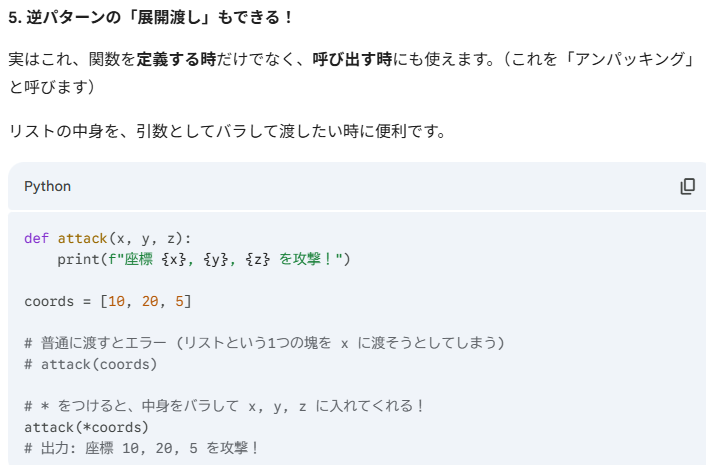 5. 逆パターンの「展開渡し」もできる！
実はこれ、関数を定義する時だけでなく、呼び出す時にも使えます。（これを「アンパッキング」
と呼びます）
リストの中身を、引数としてバラして渡したい時に便利です。
Python
def attack(x, y, z):
    print(f"座標 {x}, {y}, {z} を攻撃！")
coords = [10, 20, 5]
# 普通に渡すとエラー (リストという1つの塊を x に渡そうとしてしまう)
# attack(coords)
# * をつけると、中身をバラして x, y, z に入れてくれる！
attack(*coords)
# 出力: 座標 10, 20, 5 を攻撃！